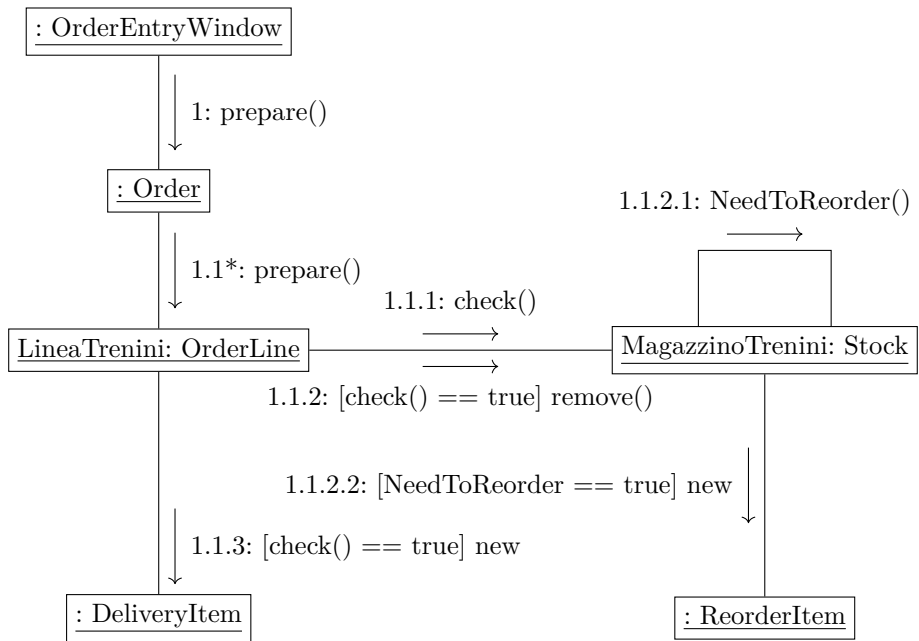 : OrderEntryWindow
1: prepare()
: Order
1.1.2.1: NeedToReorder()
1.1*: prepare()
1.1.1: check()
LineaTrenini: OrderLine
MagazzinoTrenini: Stock
1.1.2: [check() == true] remove()
1.1.2.2: [NeedToReorder == true] new
1.1.3: [check() == true] new
: DeliveryItem
: ReorderItem